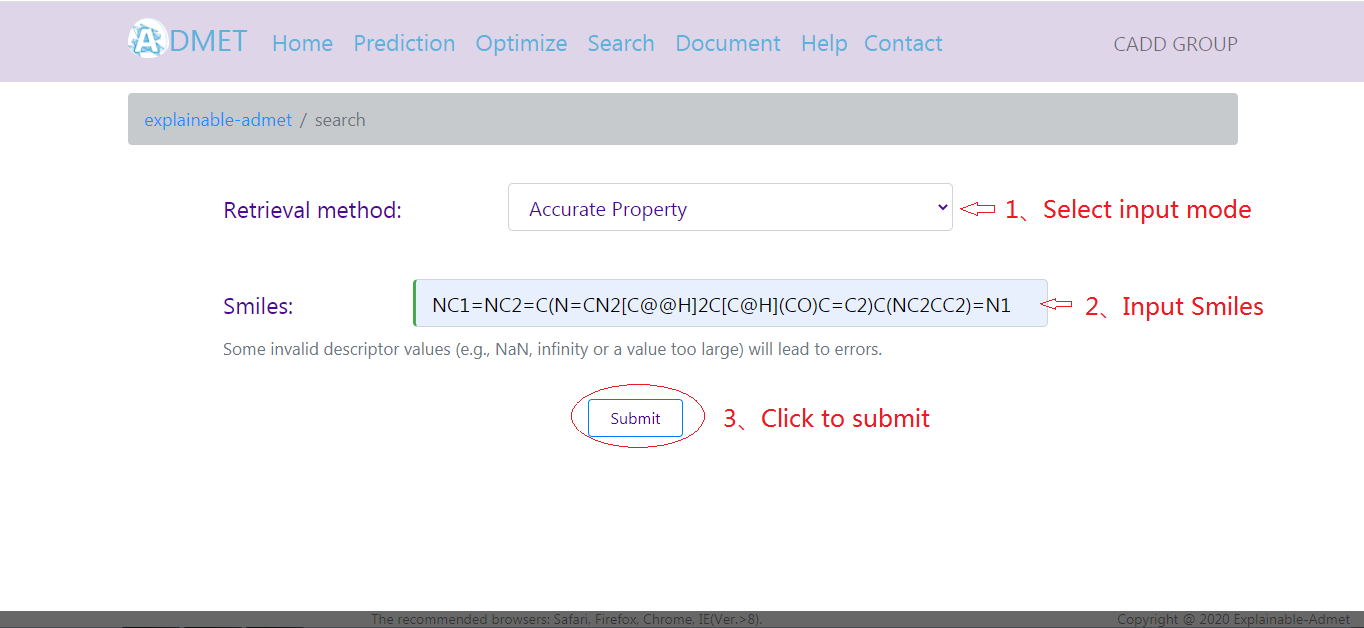 ADMET Home Prediction Optimize Search Document Help Contact CADD GROUP
explainable-admet / search
Retrieval method: Accurate Property 1、Select input mode
Smiles: NC1=NC2=C(N=CN2[C@@H]2C[C@H](CO)C=C2)C(NC2CC2)=N1 2、Input Smiles
Some invalid descriptor values (e.g., NaN, infinity or a value too large) will lead to errors.
Submit 3、Click to submit
The recommended browsers: Safari, Firefox, Chrome, IE(Ver.>8). Copyright @ 2020 Explainable-Admet